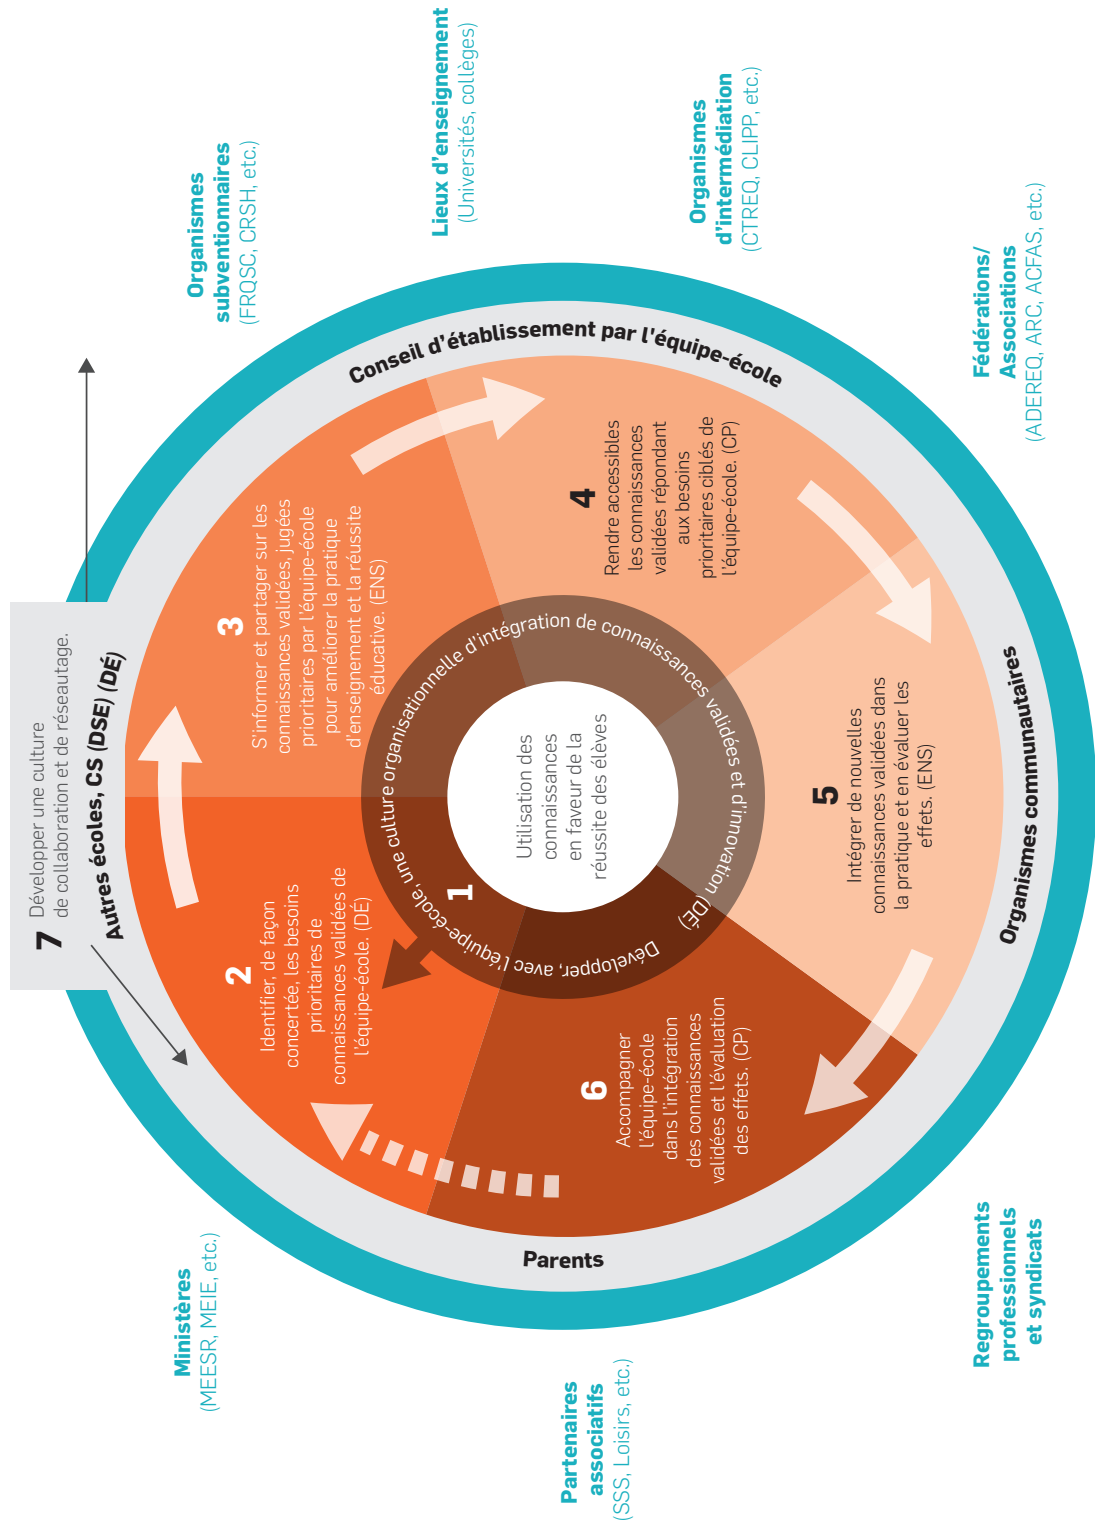 7 Développer une culture
de collaboration et de réseautage.
Autres écoles, CS (DSE) (DÉ)
Organismes
subventionnaires
(FRQSC, CRSH, etc.)
Lieux d'enseignement
(Universités, collèges)
Organismes
d'intermédiation
(CTREQ, CLIPP, etc.)
Fédérations/
Associations
(ADEREQ, ARC, ACFAS, etc.)
Regroupements
professionnels
et syndicats
Partenaires
associatifs
(SSS, Loisirs, etc.)
Ministères
(MEESR, MEIE, etc.)
Conseil d'établissement par l'équipe-école
Organismes communautaires
Parents
Utilisation des
connaissances
en faveur de la
réussite des élèves
1
Développer, avec l'équipe-école, une culture organisationnelle d'intégration de connaissances validées et d'innovation (DÉ)
2
Identifier, de façon
concertée, les besoins
prioritaires de
connaissances validées de
l'équipe-école. (DÉ)
3
S'informer et partager sur les
connaissances validées, jugées
prioritaires par l'équipe-école
pour améliorer la pratique
d'enseignement et la réussite
éducative. (ENS)
4
Rendre accessibles
les connaissances
validées répondant
aux besoins
prioritaires ciblés de
l'équipe-école. (CP)
5
Intégrer de nouvelles
connaissances validées dans
la pratique et en évaluer les
effets. (ENS)
6
Accompagner
l'équipe-école
dans l'intégration
des connaissances
validées et l'évaluation
des effets. (CP)